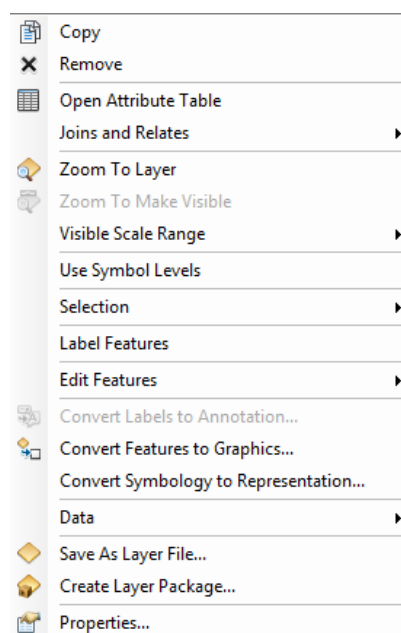 Copy
Remove
Open Attribute Table
Joins and Relates
Zoom To Layer
Zoom To Make Visible
Visible Scale Range
Use Symbol Levels
Selection
Label Features
Edit Features
Convert Labels to Annotation...
Convert Features to Graphics...
Convert Symbology to Representation...
Data
Save As Layer File...
Create Layer Package...
Properties...